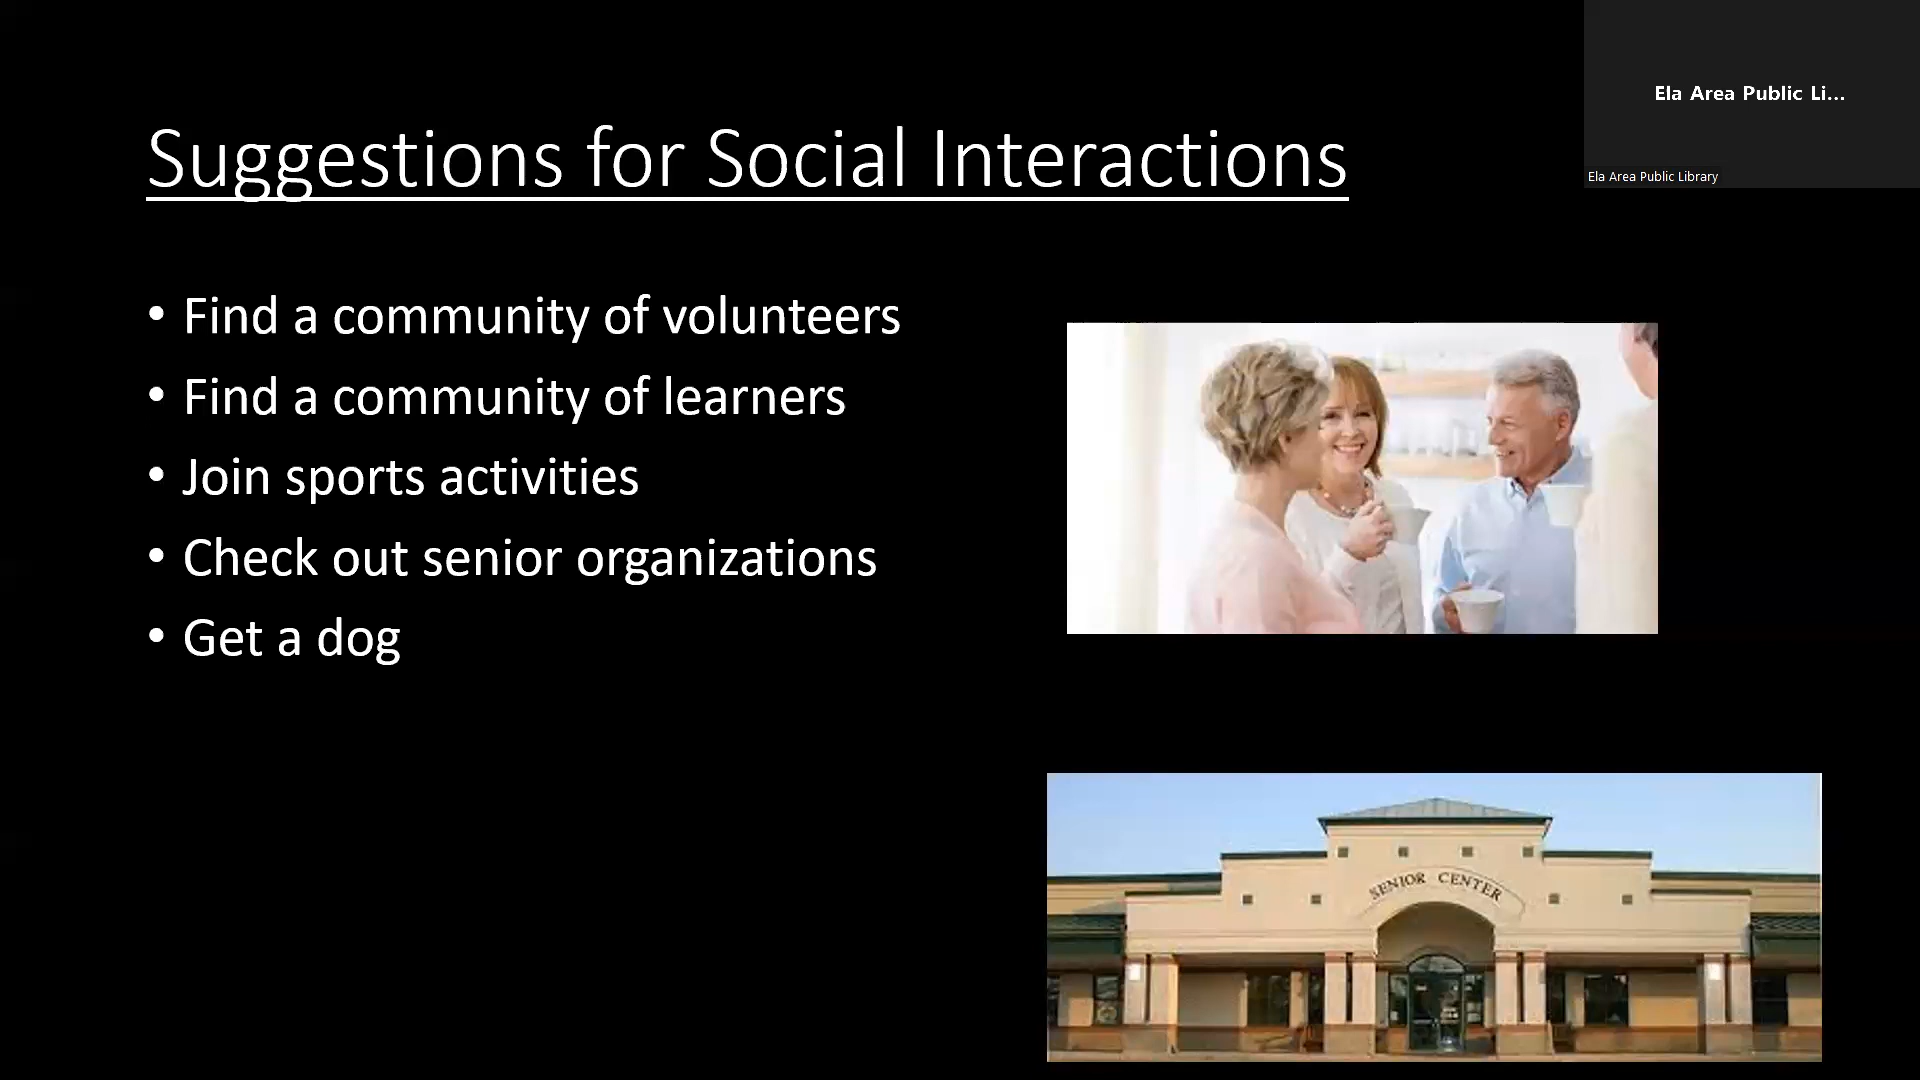 Ela Area Public Li...
Ela Area Public Library
Suggestions for Social Interactions
• Find a community of volunteers
• Find a community of learners
• Join sports activities
• Check out senior organizations
• Get a dog
SENIOR CENTER